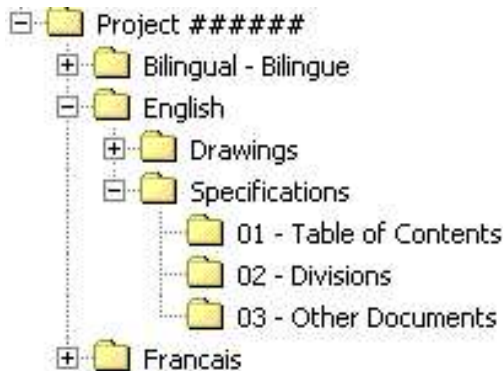 Project ######
Bilingual - Bilingue
English
Drawings
Specifications
01 - Table of Contents
02 - Divisions
03 - Other Documents
Francais